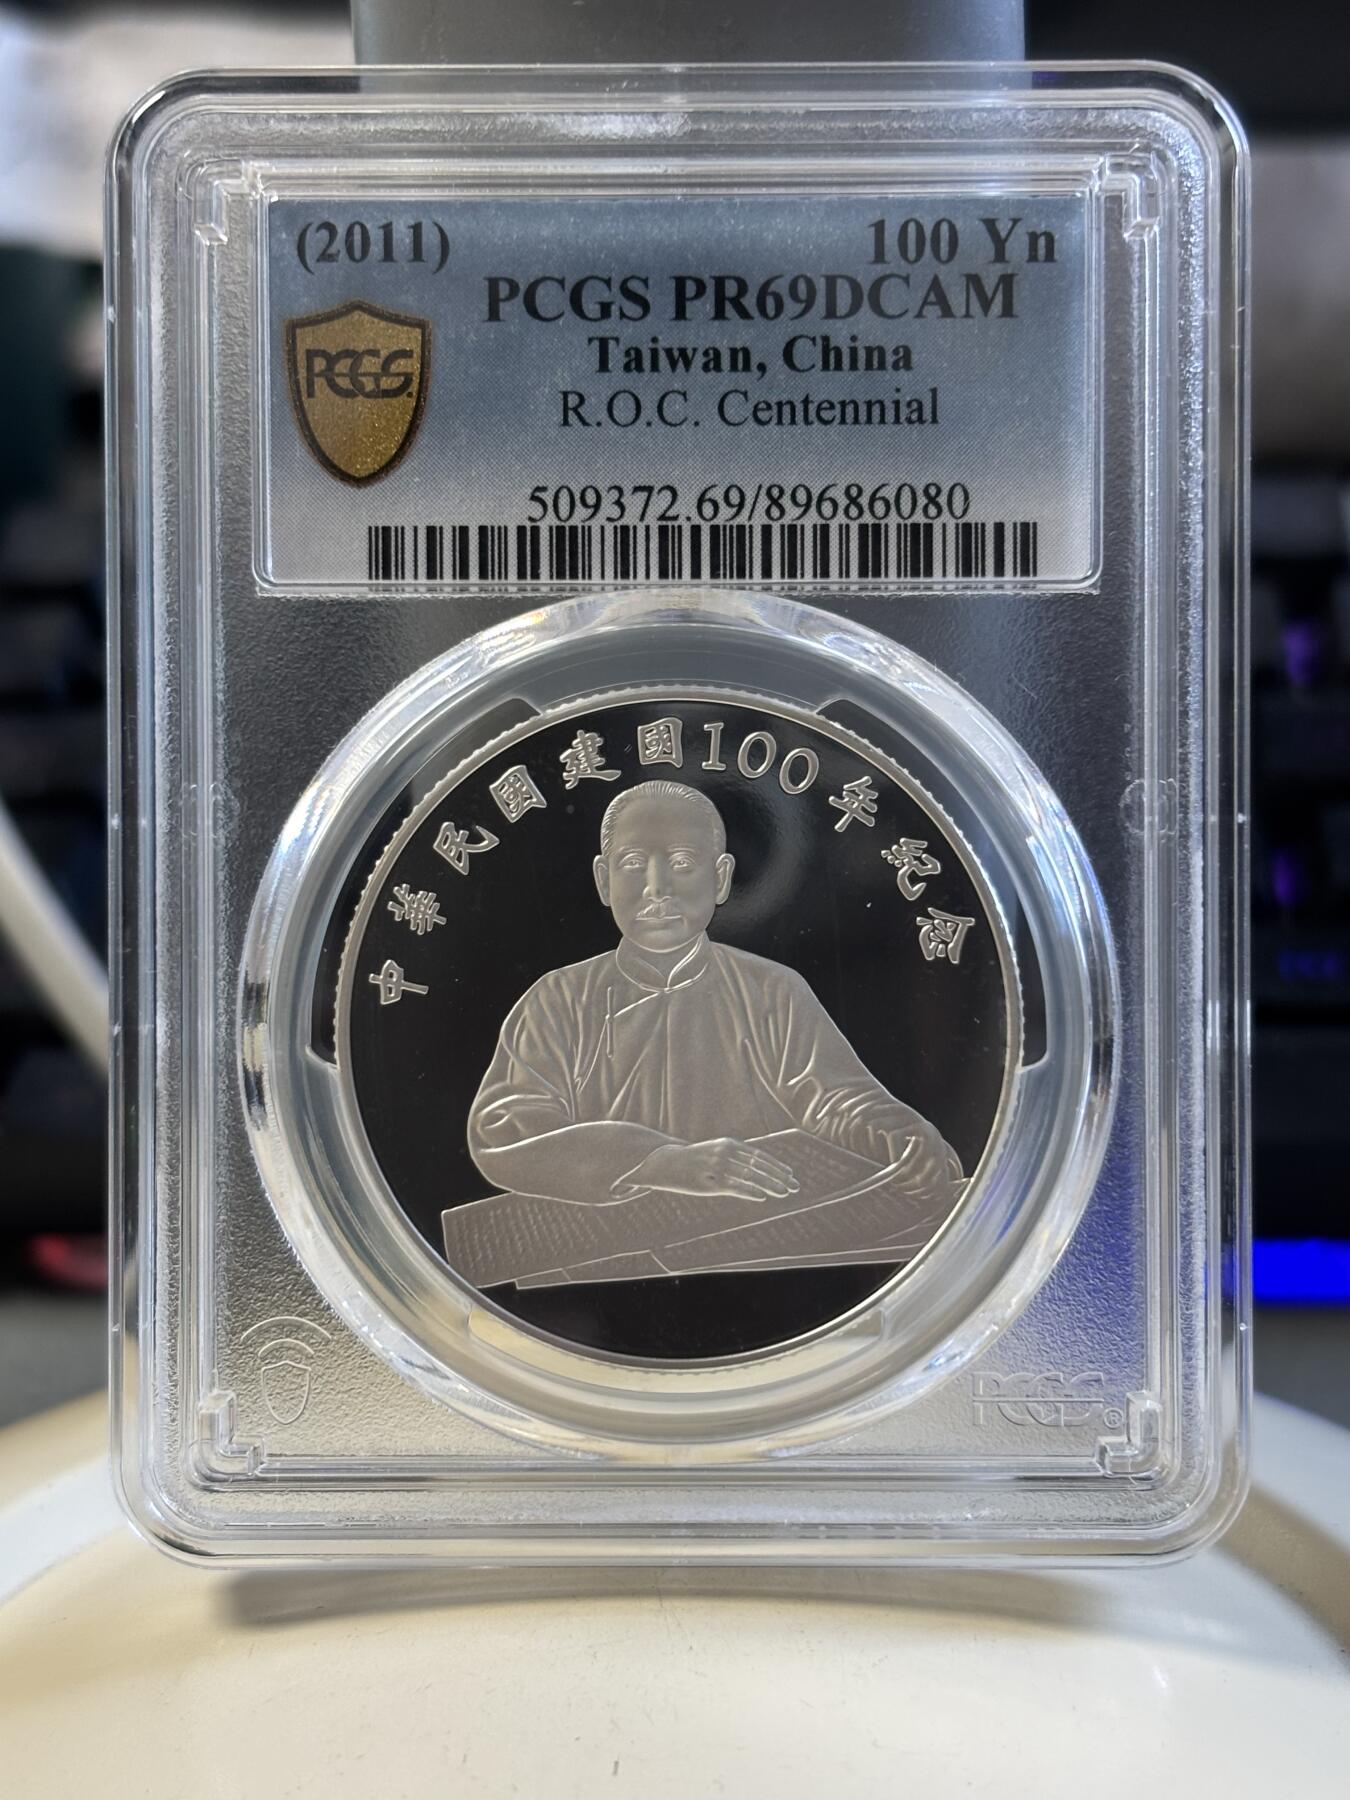 (2011) 100 Yn
PCGS PR69DCAM
Taiwan, China
R.O.C. Centennial
PCGS
509372.69/89686080
中華民國建國100年紀念
PCGS®